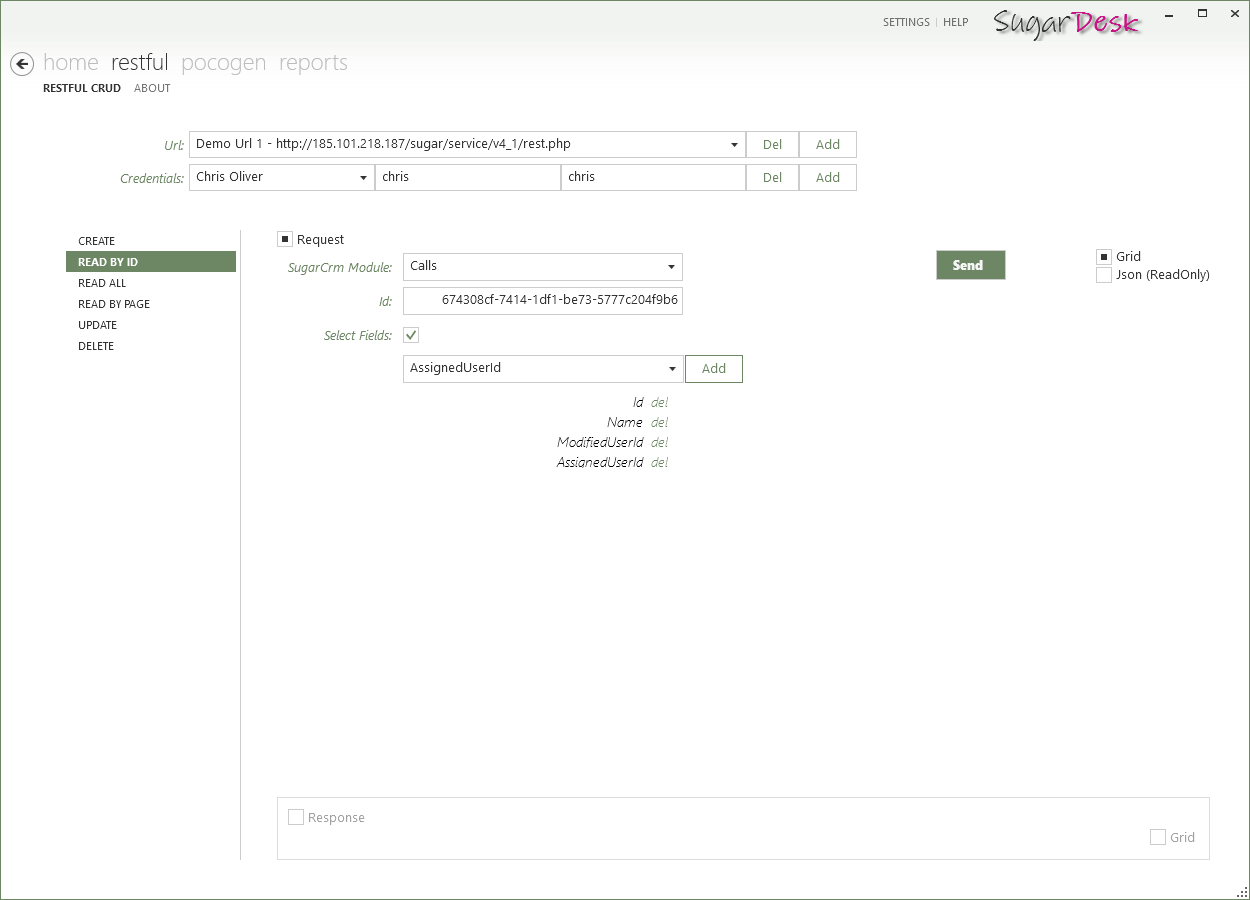 SETTINGS | HELP
SugarDesk
home restful pocogen reports
RESTFUL CRUD ABOUT
Url: Demo Url 1 - http://185.101.218.187/sugar/service/v4_1/rest.php Del Add
Credentials: Chris Oliver chris chris Del Add
CREATE
READ BY ID
READ ALL
READ BY PAGE
UPDATE
DELETE
Request
SugarCrm Module: Calls
Id: 674308cf-7414-1df1-be73-5777c204f9b6
Select Fields:
AssignedUserId Add
Id del
Name del
ModifiedUserId del
AssignedUserId del
Send
Grid
Json (ReadOnly)
Response
Grid